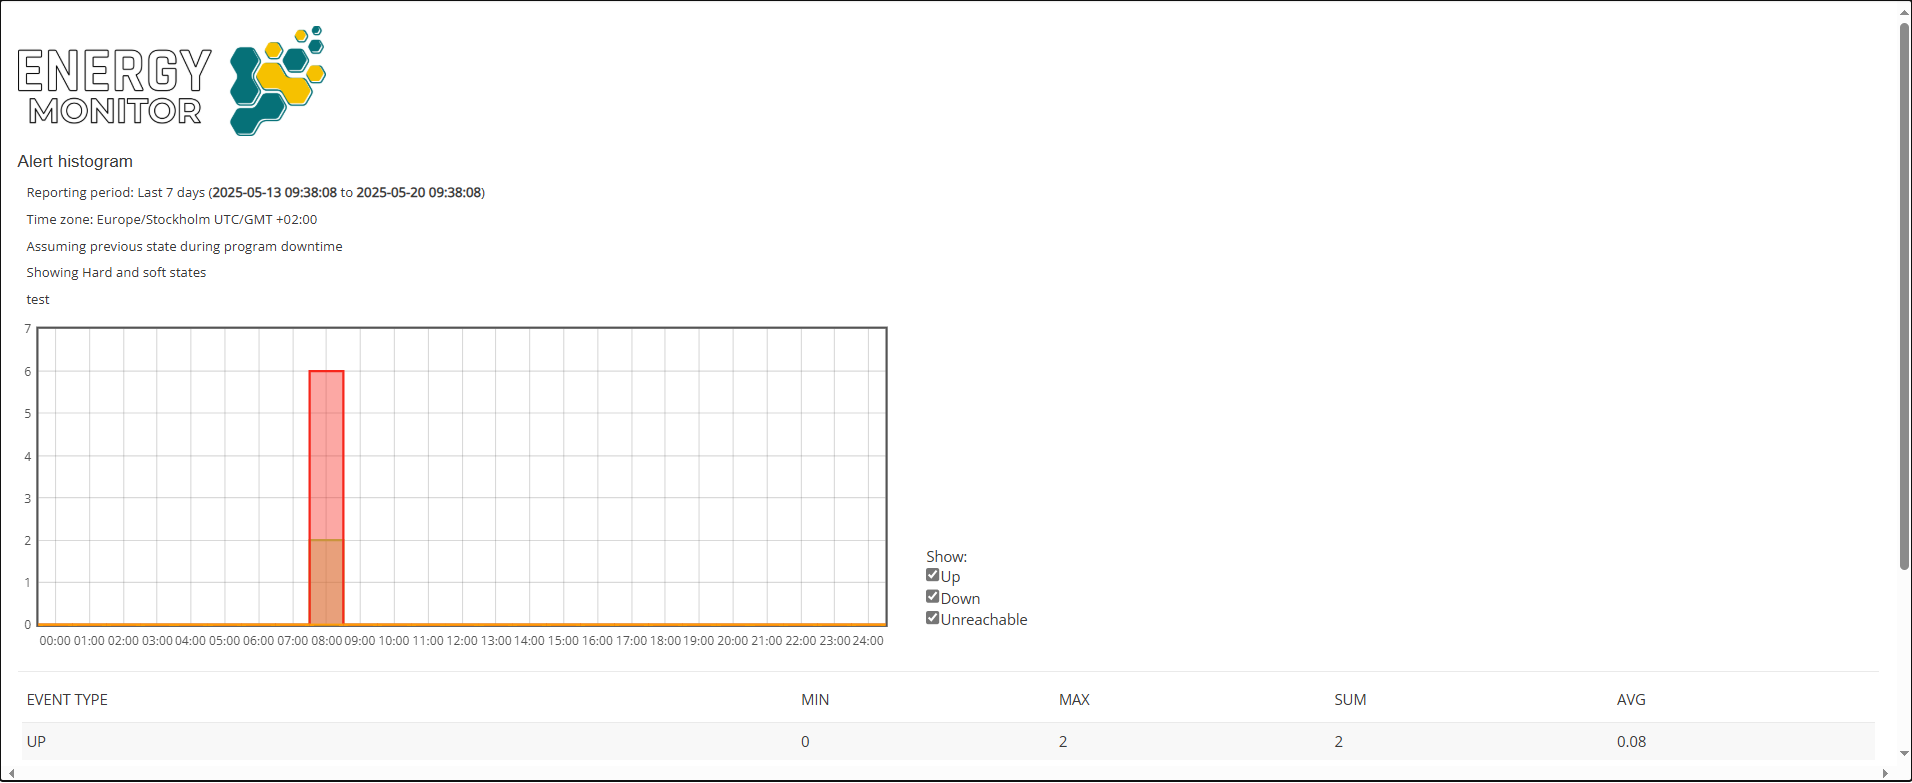 ENERGY
MONITOR
Alert histogram
Reporting period: Last 7 days (2025-05-13 09:38:08 to 2025-05-20 09:38:08)
Time zone: Europe/Stockholm UTC/GMT +02:00
Assuming previous state during program downtime
Showing Hard and soft states
test
7
6
5
4
3
2
1
0
00:00 01:00 02:00 03:00 04:00 05:00 06:00 07:00 08:00 09:00 10:00 11:00 12:00 13:00 14:00 15:00 16:00 17:00 18:00 19:00 20:00 21:00 22:00 23:00 24:00
Show:
Up
Down
Unreachable
EVENT TYPE MIN MAX SUM AVG
UP 0 2 2 0.08